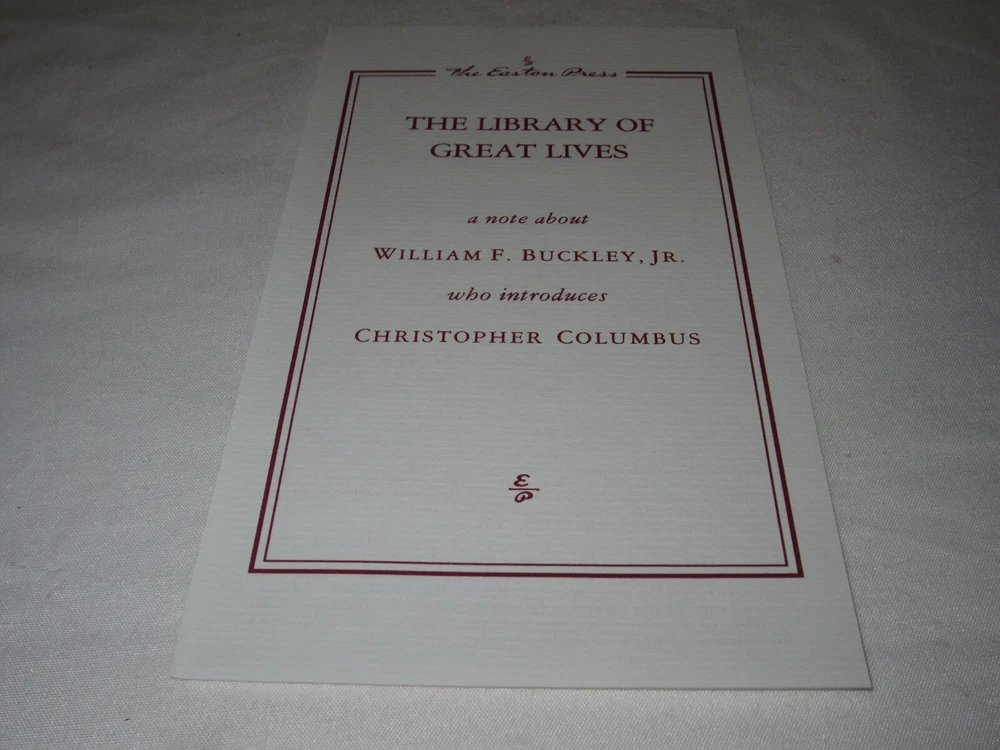 The Easton Press
THE LIBRARY OF
GREAT LIVES
a note about
WILLIAM F. BUCKLEY, JR.
who introduces
CHRISTOPHER COLUMBUS
E
P